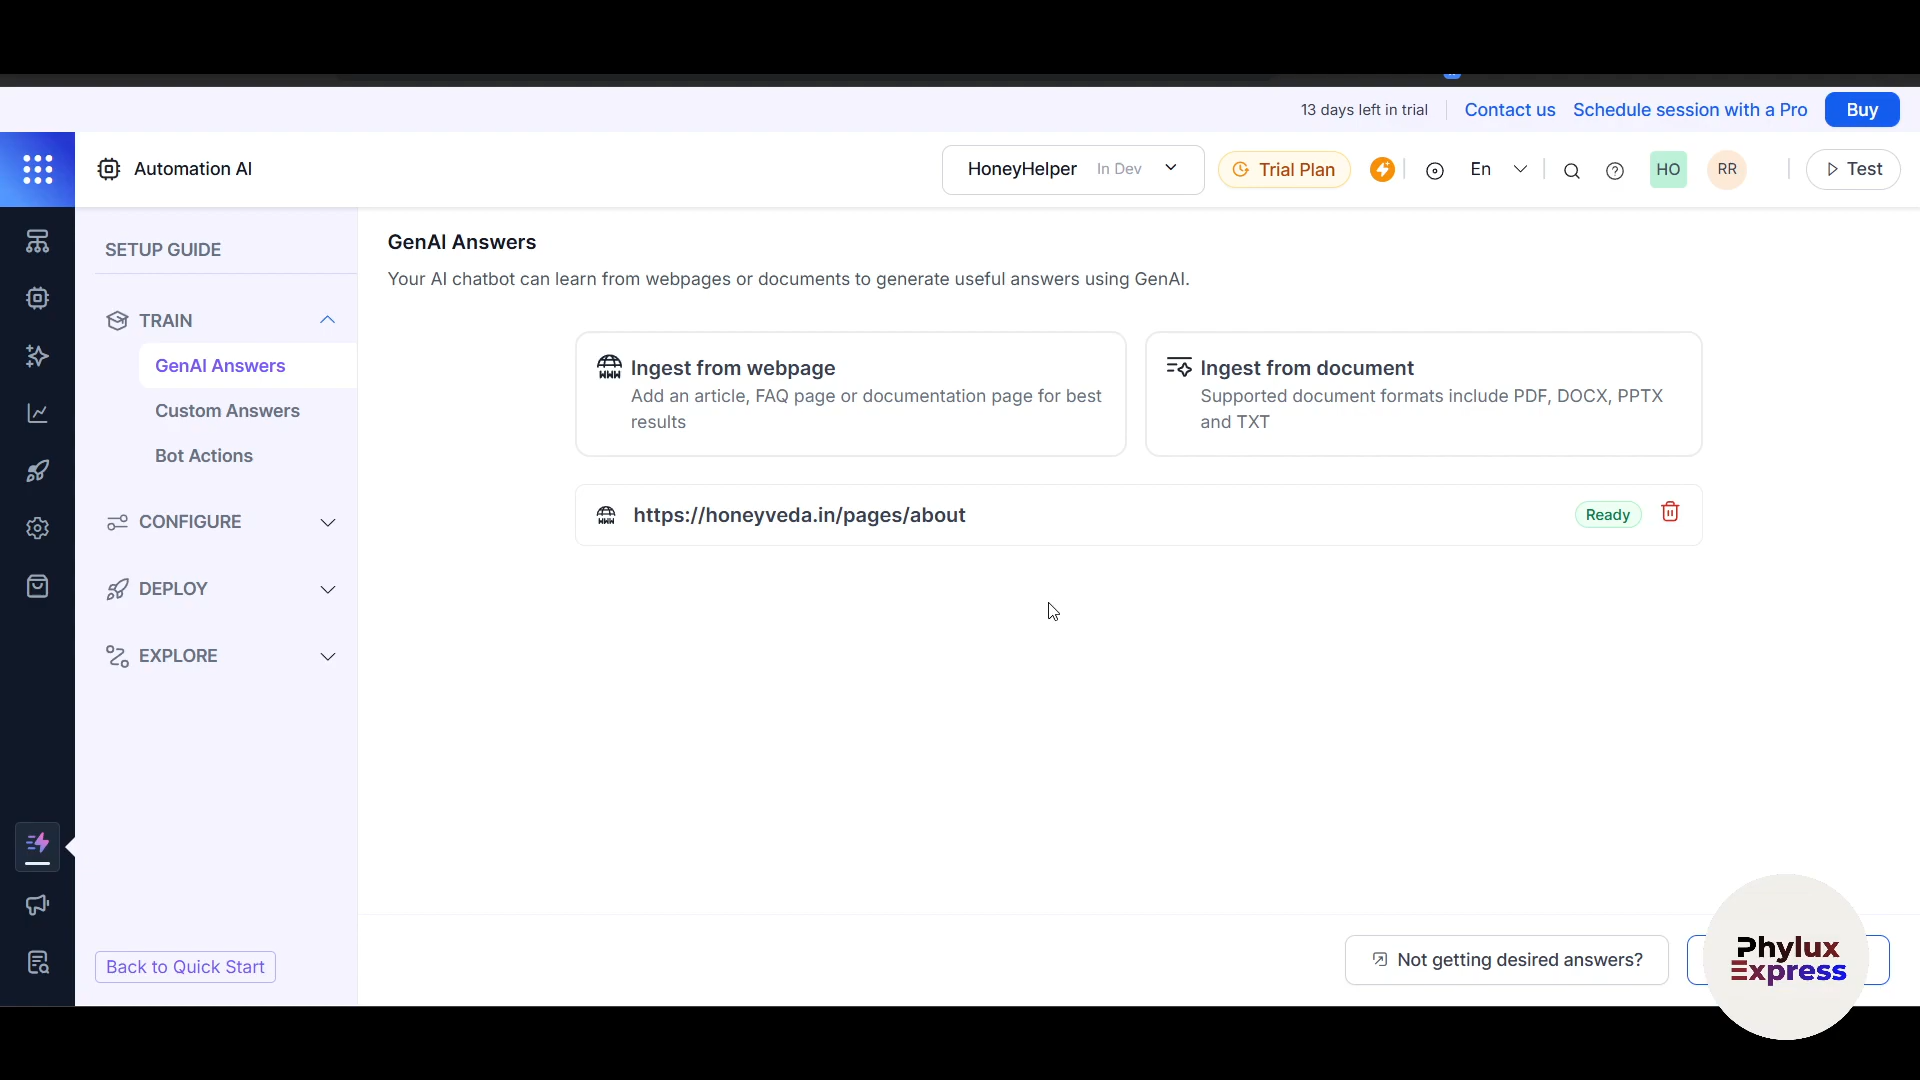 13 days left in trial
Contact us
Schedule session with a Pro
Buy
Automation AI
HoneyHelper
In Dev
Trial Plan
En
HO
RR
Test
SETUP GUIDE
TRAIN
GenAI Answers
Custom Answers
Bot Actions
CONFIGURE
DEPLOY
EXPLORE
Back to Quick Start
GenAI Answers
Your AI chatbot can learn from webpages or documents to generate useful answers using GenAI.
WWW
Ingest from webpage
Add an article, FAQ page or documentation page for best
results
Ingest from document
Supported document formats include PDF, DOCX, PPTX
and TXT
WWW
https://honeyveda.in/pages/about
Ready
Not getting desired answers?
Phylux
Express